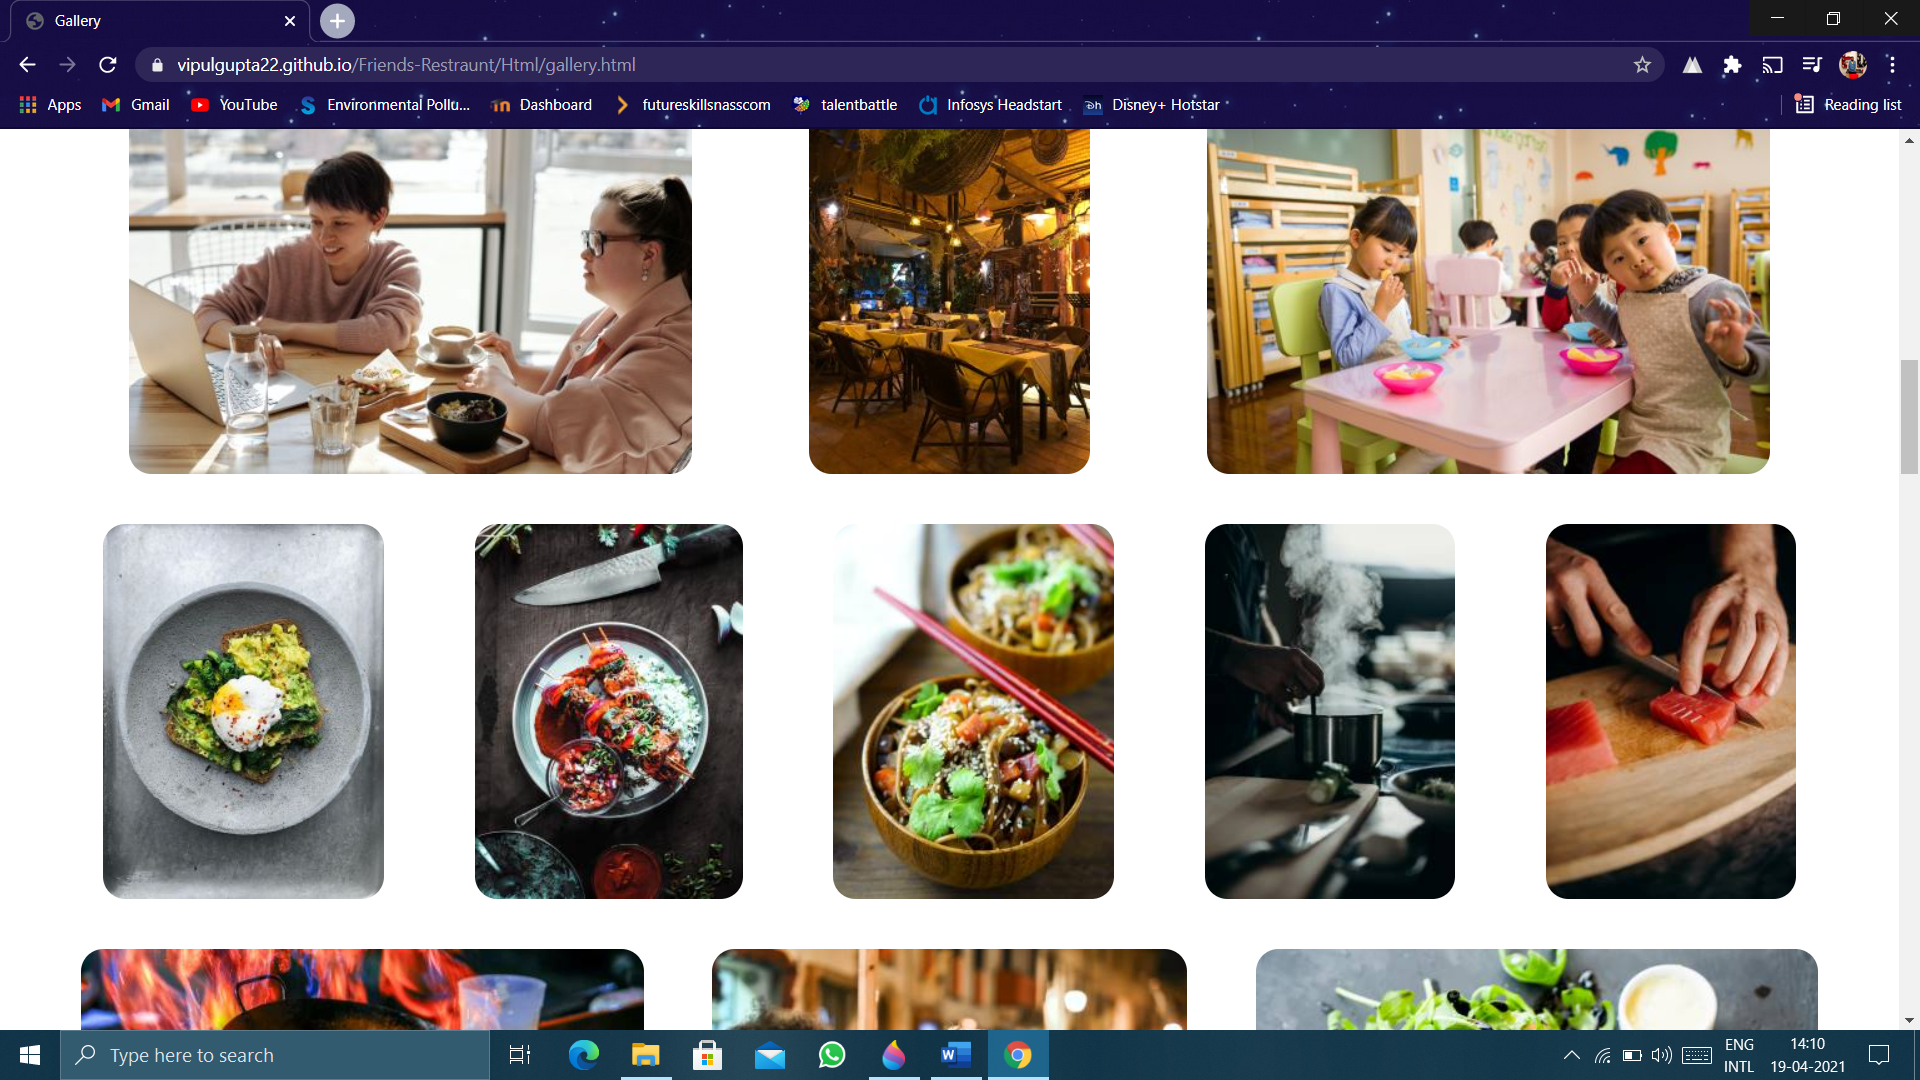 Gallery
vipulgupta22.github.io/Friends-Restraunt/Html/gallery.html
Apps Gmail YouTube Environmental Pollu... Dashboard futureskillsnasscom talentbattle Infosys Headstart Disney+ Hotstar Reading list
Type here to search
ENG 14:10
INTL 19-04-2021